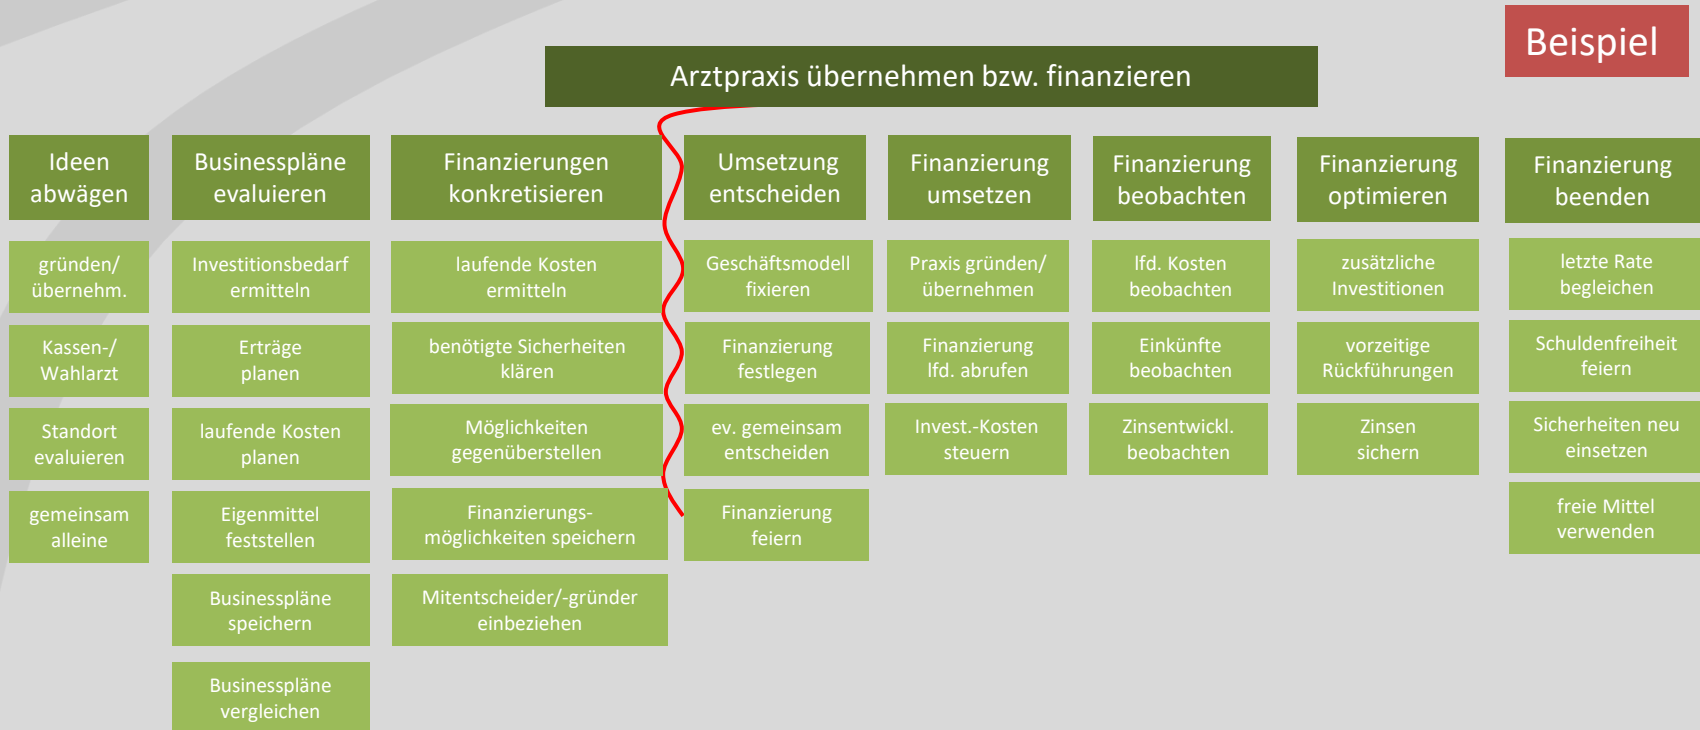 Beispiel
Arztpraxis übernehmen bzw. finanzieren
Ideen
abwägen
gründen/
übernehm.
Kassen-/
Wahlarzt
Standort
evaluieren
gemeinsam
alleine
Businesspläne
evaluieren
Investitionsbedarf
ermitteln
Erträge
planen
laufende Kosten
planen
Eigenmittel
feststellen
Businesspläne
speichern
Businesspläne
vergleichen
Finanzierungen
konkretisieren
laufende Kosten
ermitteln
benötigte Sicherheiten
klären
Möglichkeiten
gegenüberstellen
Finanzierungs-
möglichkeiten speichern
Mitentscheider/-gründer
einbeziehen
Umsetzung
entscheiden
Geschäftsmodell
fixieren
Finanzierung
festlegen
ev. gemeinsam
entscheiden
Finanzierung
feiern
Finanzierung
umsetzen
Praxis gründen/
übernehmen
Finanzierung
lfd. abrufen
Invest.-Kosten
steuern
Finanzierung
beobachten
lfd. Kosten
beobachten
Einkünfte
beobachten
Zinsentwickl.
beobachten
Finanzierung
optimieren
zusätzliche
Investitionen
vorzeitige
Rückführungen
Zinsen
sichern
Finanzierung
beenden
letzte Rate
begleichen
Schuldenfreiheit
feiern
Sicherheiten neu
einsetzen
freie Mittel
verwenden